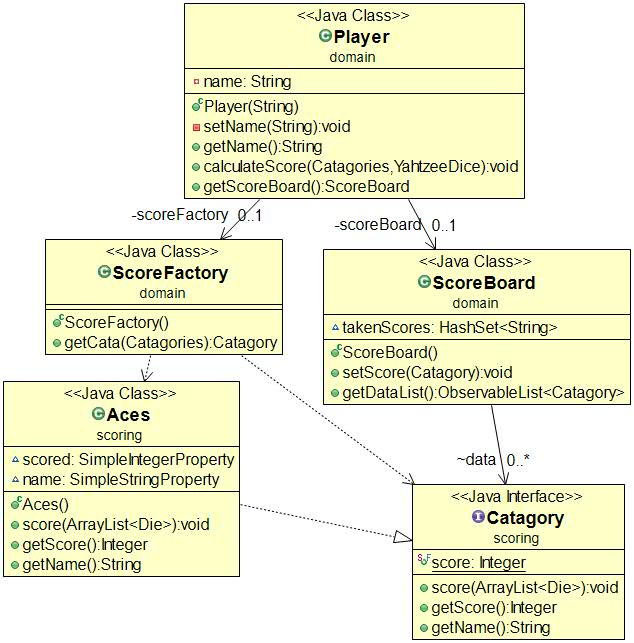 <<Java Class>>
Player
domain
name: String
Player(String)
setName(String):void
getName():String
calculateScore(Catagories,YahtzeeDice):void
getScoreBoard():ScoreBoard
-scoreFactory 0..1
-scoreBoard 0..1
<<Java Class>>
ScoreFactory
domain
ScoreFactory()
getCata(Catagories):Catagory
<<Java Class>>
ScoreBoard
domain
takenScores: HashSet<String>
ScoreBoard()
setScore(Catagory):void
getDataList():ObservableList<Catagory>
<<Java Class>>
Aces
scoring
scored: SimpleIntegerProperty
name: SimpleStringProperty
Aces()
score(ArrayList<Die>):void
getScore():Integer
getName():String
~data 0..*
<<Java Interface>>
Catagory
scoring
score: Integer
score(ArrayList<Die>):void
getScore():Integer
getName():String